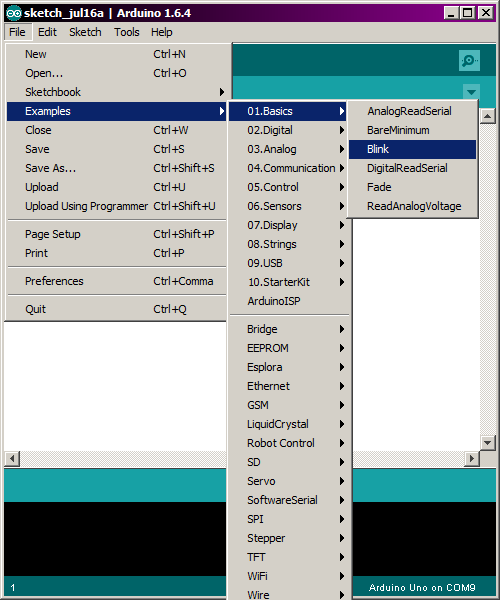 sketch_jul16a | Arduino 1.6.4
File Edit Sketch Tools Help
New Ctrl+N
Open... Ctrl+O
Sketchbook
Examples
Close Ctrl+W
Save Ctrl+S
Save As... Ctrl+Shift+S
Upload Ctrl+U
Upload Using Programmer Ctrl+Shift+U
Page Setup Ctrl+Shift+P
Print Ctrl+P
Preferences Ctrl+Comma
Quit Ctrl+Q
01.Basics
02.Digital
03.Analog
04.Communication
05.Control
06.Sensors
07.Display
08.Strings
09.USB
10.StarterKit
ArduinoISP
Bridge
EEPROM
Esplora
Ethernet
GSM
LiquidCrystal
Robot Control
SD
Servo
SoftwareSerial
SPI
Stepper
TFT
WiFi
Wire
AnalogReadSerial
BareMinimum
Blink
DigitalReadSerial
Fade
ReadAnalogVoltage
1 Arduino Uno on COM9